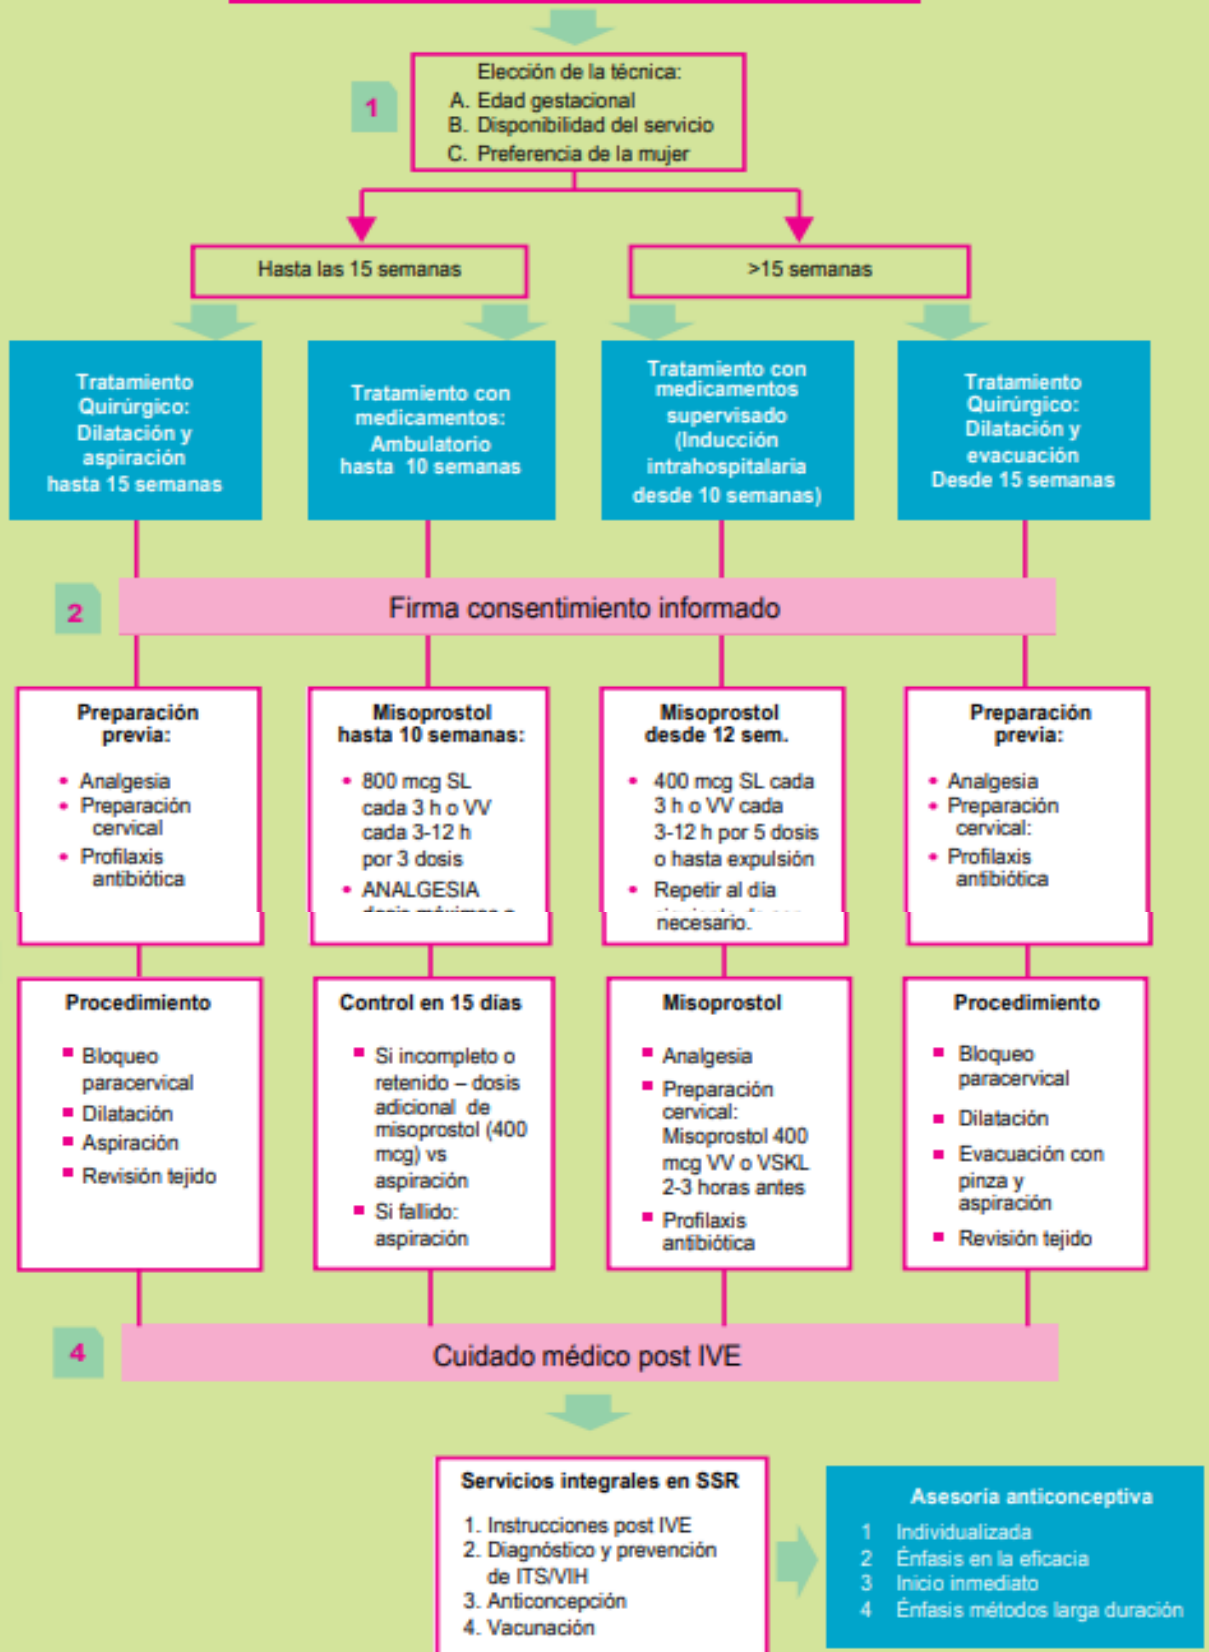 Elección de la técnica:
A. Edad gestacional
B. Disponibilidad del servicio
C. Preferencia de la mujer
1
Hasta las 15 semanas
>15 semanas
Tratamiento
Quirúrgico:
Dilatación y
aspiración
hasta 15 semanas
Tratamiento con
medicamentos:
Ambulatorio
hasta 10 semanas
Tratamiento con
medicamentos
supervisado
(Inducción
intrahospitalaria
desde 10 semanas)
Tratamiento
Quirúrgico:
Dilatación y
evacuación
Desde 15 semanas
2
Firma consentimiento informado
Preparación
previa:
• Analgesia
• Preparación
cervical
• Profilaxis
antibiótica
Misoprostol
hasta 10 semanas:
• 800 mcg SL
cada 3 h o VV
cada 3-12 h
por 3 dosis
• ANALGESIA
Misoprostol
desde 12 sem.
• 400 mcg SL cada
3 h o VV cada
3-12 h por 5 dosis
o hasta expulsión
• Repetir al día
necesario.
Preparación
previa:
• Analgesia
• Preparación
cervical:
• Profilaxis
antibiótica
Procedimiento
▪ Bloqueo
paracervical
▪ Dilatación
▪ Aspiración
▪ Revisión tejido
Control en 15 días
▪ Si incompleto o
retenido – dosis
adicional de
misoprostol (400
mcg) vs
aspiración
▪ Si fallido:
aspiración
Misoprostol
▪ Analgesia
▪ Preparación
cervical:
Misoprostol 400
mcg VV o VSKL
2-3 horas antes
▪ Profilaxis
antibiótica
Procedimiento
▪ Bloqueo
paracervical
▪ Dilatación
▪ Evacuación con
pinza y
aspiración
▪ Revisión tejido
4
Cuidado médico post IVE
Servicios integrales en SSR
1. Instrucciones post IVE
2. Diagnóstico y prevención
de ITS/VIH
3. Anticoncepción
4. Vacunación
Asesoría anticonceptiva
1 Individualizada
2 Énfasis en la eficacia
3 Inicio inmediato
4 Énfasis métodos larga duración